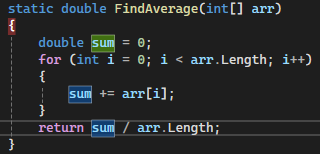 static double FindAverage(int[] arr)
{
    double sum = 0;
    for (int i = 0; i < arr.Length; i++)
    {
        sum += arr[i];
    }
    return sum / arr.Length;
}